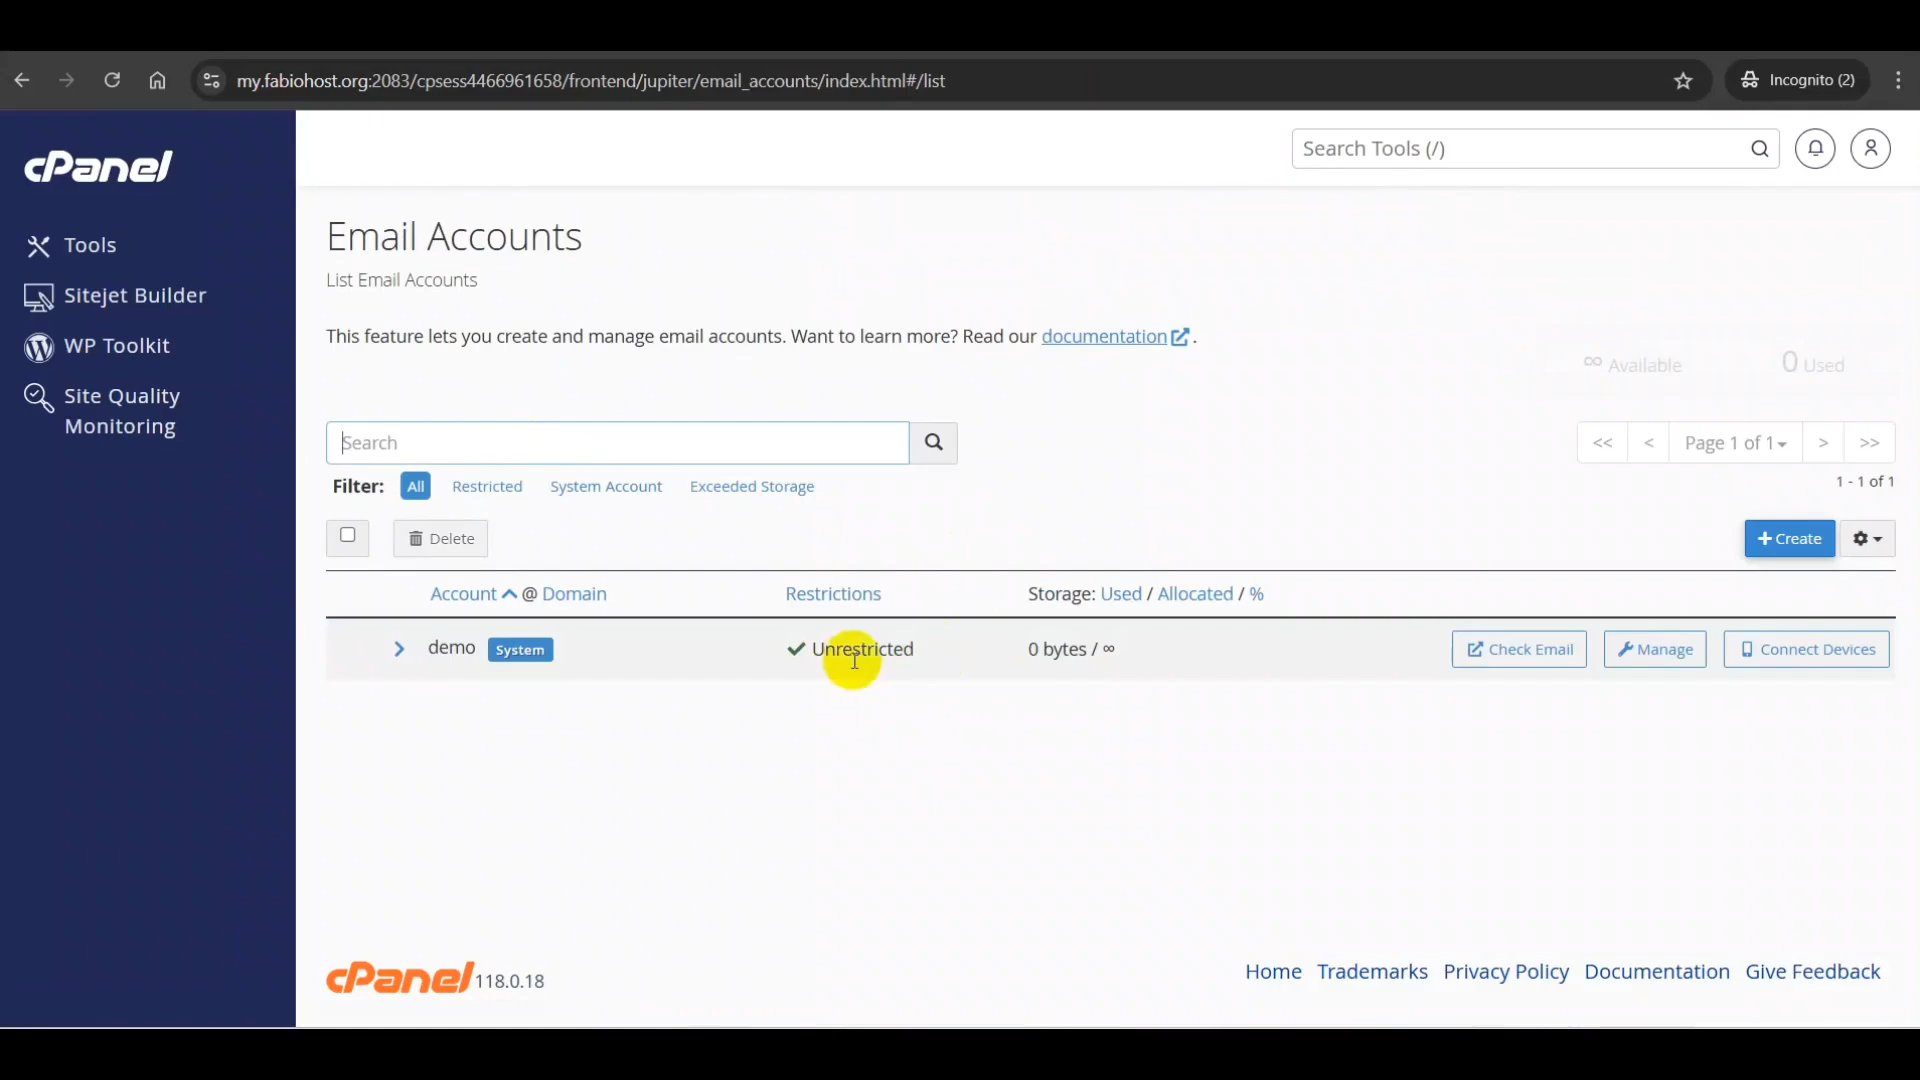 my.fabiohost.org:2083/cpsess4466961658/frontend/jupiter/email_accounts/index.html#/list
Incognito (2)
cPanel
Search Tools (/)
Tools
Sitejet Builder
WP Toolkit
Site Quality
Monitoring
Email Accounts
List Email Accounts
This feature lets you create and manage email accounts. Want to learn more? Read our documentation .
∞ Available 0 Used
Search
<< < Page 1 of 1 > >>
Filter: All Restricted System Account Exceeded Storage
1 - 1 of 1
Delete
+ Create
Account @ Domain Restrictions Storage: Used / Allocated / %
demo System Unrestricted 0 bytes / ∞ Check Email Manage Connect Devices
cPanel 118.0.18
Home Trademarks Privacy Policy Documentation Give Feedback